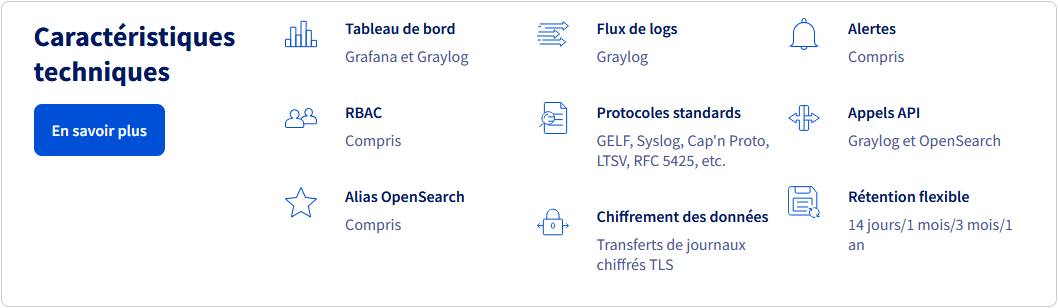 Caractéristiques
techniques
En savoir plus
Tableau de bord
Grafana et Graylog
Flux de logs
Graylog
Alertes
Compris
RBAC
Compris
Protocoles standards
GELF, Syslog, Cap'n Proto,
LTSV, RFC 5425, etc.
Appels API
Graylog et OpenSearch
Alias OpenSearch
Compris
Chiffrement des données
Transferts de journaux
chiffrés TLS
Rétention flexible
14 jours/1 mois/3 mois/1
an